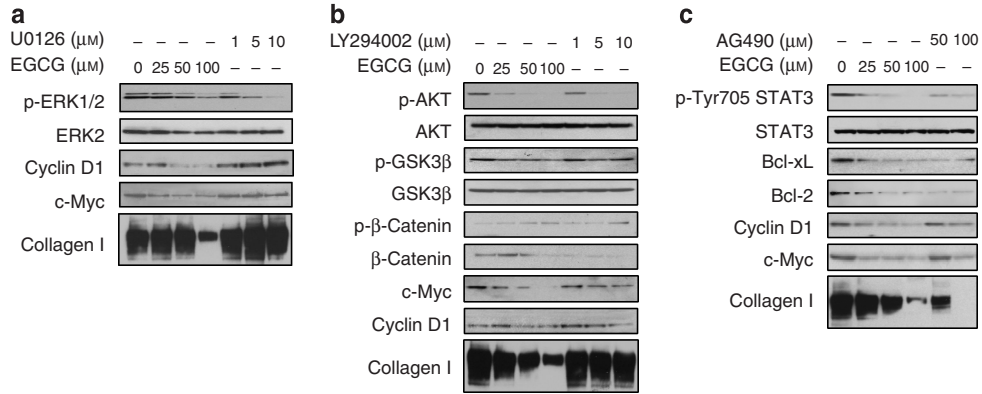 a
U0126 (μM) – – – – 1 5 10
EGCG (μM) 0 25 50 100 – – –
p-ERK1/2
ERK2
Cyclin D1
c-Myc
Collagen I
b
LY294002 (μM) – – – – 1 5 10
EGCG (μM) 0 25 50 100 – – –
p-AKT
AKT
p-GSK3β
GSK3β
p-β-Catenin
β-Catenin
c-Myc
Cyclin D1
Collagen I
c
AG490 (μM) – – – – 50 100
EGCG (μM) 0 25 50 100 – –
p-Tyr705 STAT3
STAT3
Bcl-xL
Bcl-2
Cyclin D1
c-Myc
Collagen I